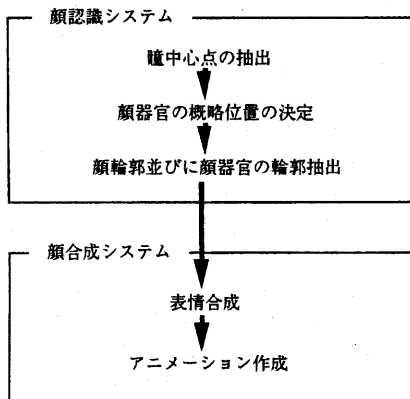 顔認識システム
瞳中心点の抽出
顔器官の概略位置の決定
顔輪郭並びに顔器官の輪郭抽出
顔合成システム
表情合成
アニメーション作成